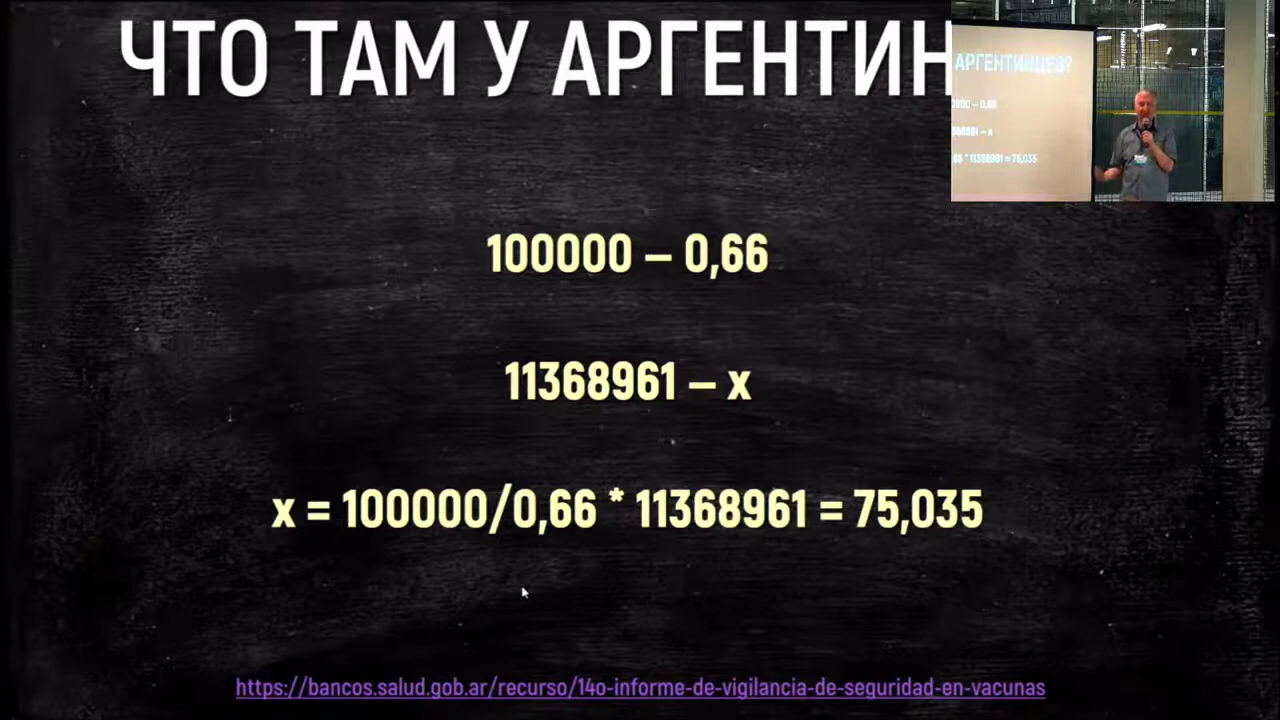 ЧТО ТАМ У АРГЕНТИН
АРГЕНТИНЦЕВ?
100000 – 0,66
11368961 – x
x = 100000/0,66 * 11368961 = 75,035
https://bancos.salud.gob.ar/recurso/14o-informe-de-vigilancia-de-seguridad-en-vacunas